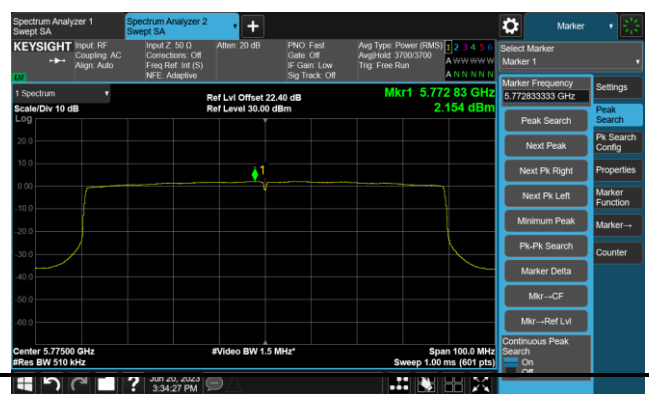 Spectrum Analyzer 1
Swept SA
Spectrum Analyzer 2
Swept SA
Marker
KEYSIGHT
Input: RF
Coupling: AC
Align: Auto
Input Z: 50 Ω
Corrections: Off
Freq Ref: Int (S)
NFE: Adaptive
Atten: 20 dB
PNO: Fast
Gate: Off
IF Gain: Low
Sig Track: Off
Avg Type: Power (RMS)
Avg|Hold: 3700/3700
Trig: Free Run
1 2 3 4 5 6
A W W W W W
A N N N N N
Select Marker
Marker 1
LXI
1 Spectrum
Scale/Div 10 dB
Log
Ref Lvl Offset 22.40 dB
Ref Level 30.00 dBm
Mkr1 5.772 83 GHz
2.154 dBm
20.0
10.0
0.00
-10.0
-20.0
-30.0
-40.0
-50.0
-60.0
1
Center 5.77500 GHz
#Res BW 510 kHz
#Video BW 1.5 MHz*
Span 100.0 MHz
Sweep 1.00 ms (601 pts)
Marker Frequency
5.772833333 GHz
Peak Search
Next Peak
Next Pk Right
Next Pk Left
Minimum Peak
Pk-Pk Search
Marker Delta
Mkr→CF
Mkr→Ref Lvl
Continuous Peak
Search
On
Off
Settings
Peak
Search
Pk Search
Config
Properties
Marker
Function
Marker→
Counter
?
Jun 20, 2023
3:34:27 PM